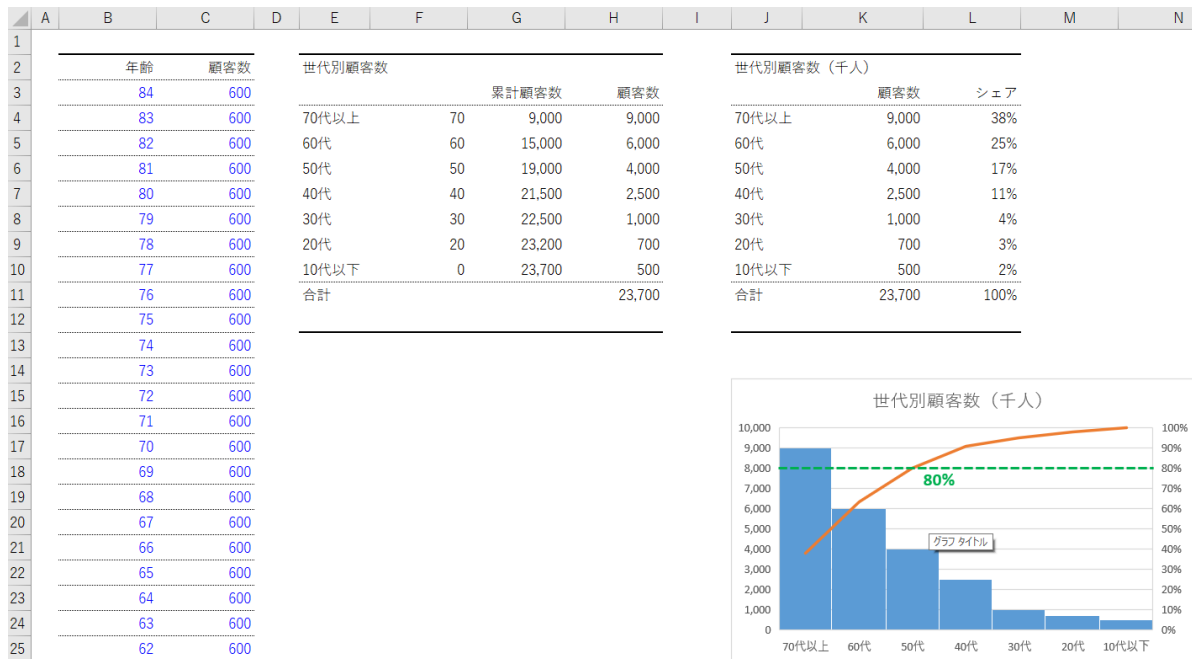 A B C D E F G H I J K L M N
1
2 年齢 顧客数 世代別顧客数 世代別顧客数（千人）
3 84 600 累計顧客数 顧客数 顧客数 シェア
4 83 600 70代以上 70 9,000 9,000 70代以上 9,000 38%
5 82 600 60代 60 15,000 6,000 60代 6,000 25%
6 81 600 50代 50 19,000 4,000 50代 4,000 17%
7 80 600 40代 40 21,500 2,500 40代 2,500 11%
8 79 600 30代 30 22,500 1,000 30代 1,000 4%
9 78 600 20代 20 23,200 700 20代 700 3%
10 77 600 10代以下 0 23,700 500 10代以下 500 2%
11 76 600 合計 23,700 合計 23,700 100%
12 75 600
13 74 600
14 73 600
15 72 600
16 71 600
17 70 600
18 69 600
19 68 600
20 67 600
21 66 600
22 65 600
23 64 600
24 63 600
25 62 600
世代別顧客数（千人）
10,000 100%
9,000 90%
8,000 80%
80%
7,000 70%
6,000 60%
5,000 50%
グラフ タイトル
4,000 40%
3,000 30%
2,000 20%
1,000 10%
0 0%
70代以上 60代 50代 40代 30代 20代 10代以下